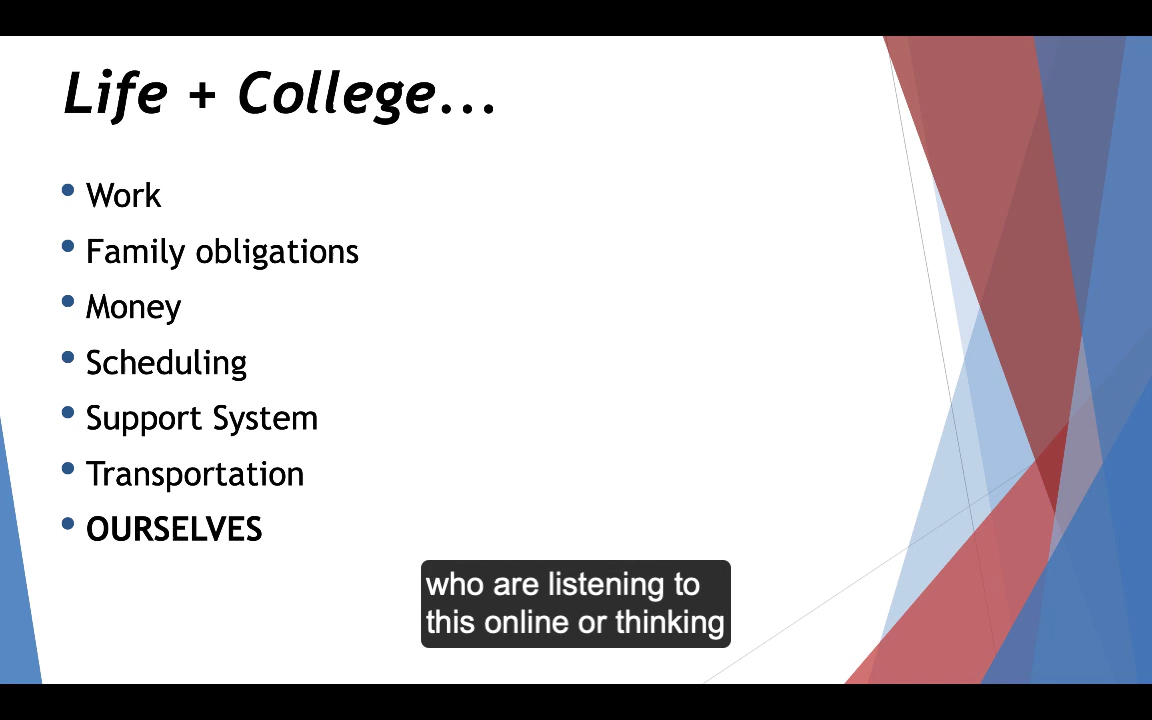 Life + College...
• Work
• Family obligations
• Money
• Scheduling
• Support System
• Transportation
• OURSELVES
who are listening to
this online or thinking